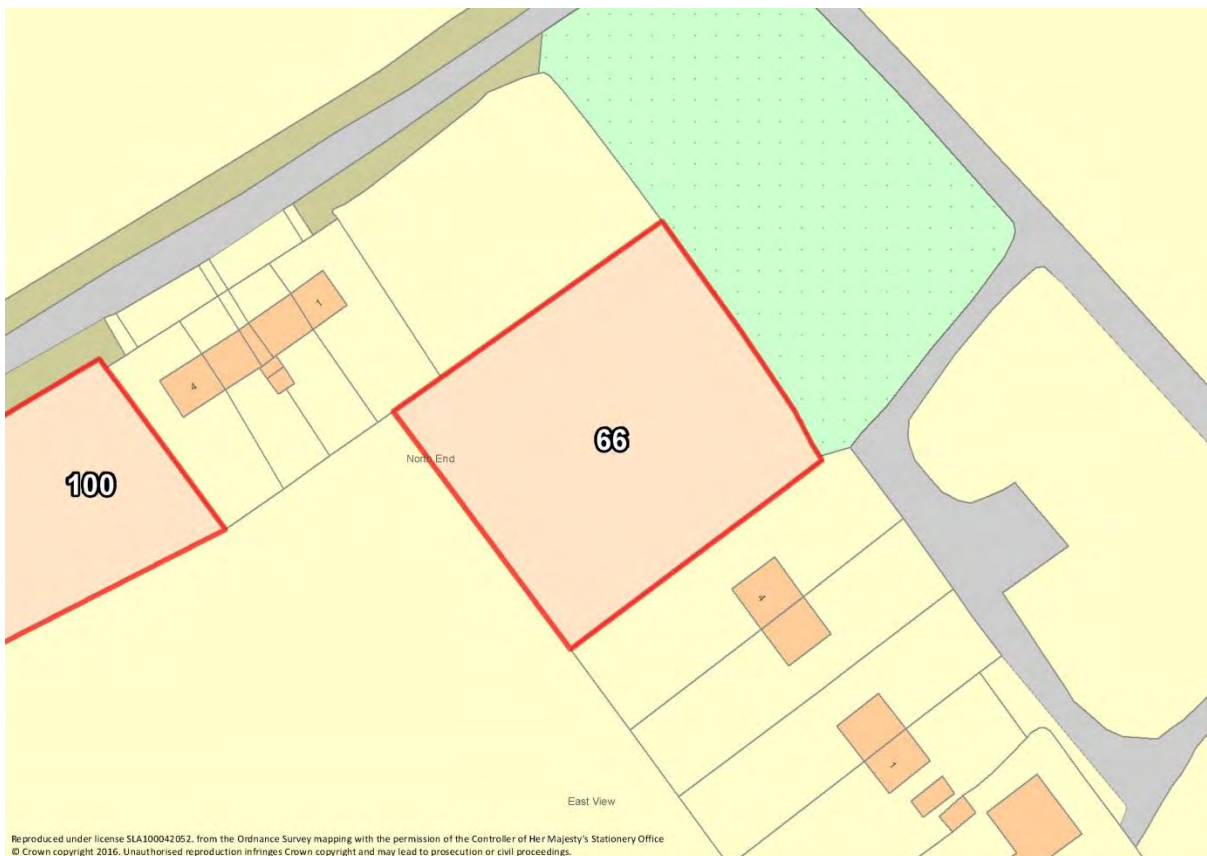 1
4
100
66
North End
4
1
East View
Reproduced under license SLA100042052. from the Ordnance Survey mapping with the permission of the Controller of Her Majesty's Stationery Office
© Crown copyright 2016. Unauthorised reproduction infringes Crown copyright and may lead to prosecution or civil proceedings.